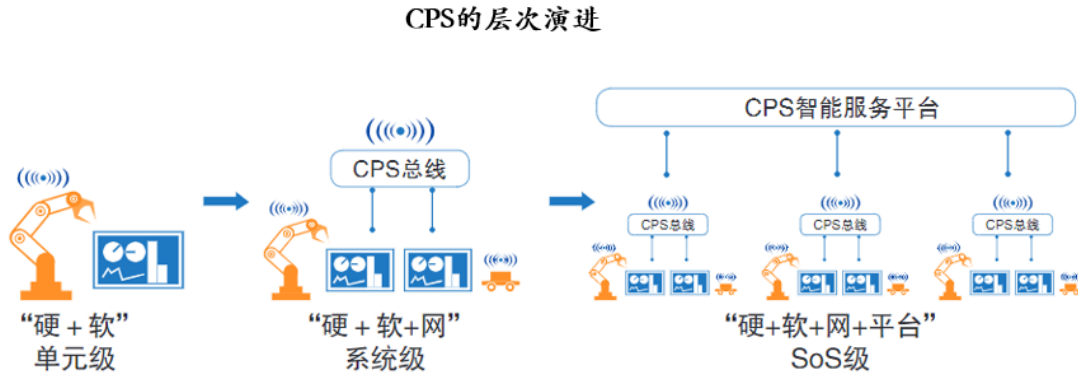 CPS的层次演进
CPS智能服务平台
CPS总线
CPS总线
CPS总线
CPS总线
“硬+软”
单元级
“硬+软+网”
系统级
“硬+软+网+平台”
SoS级